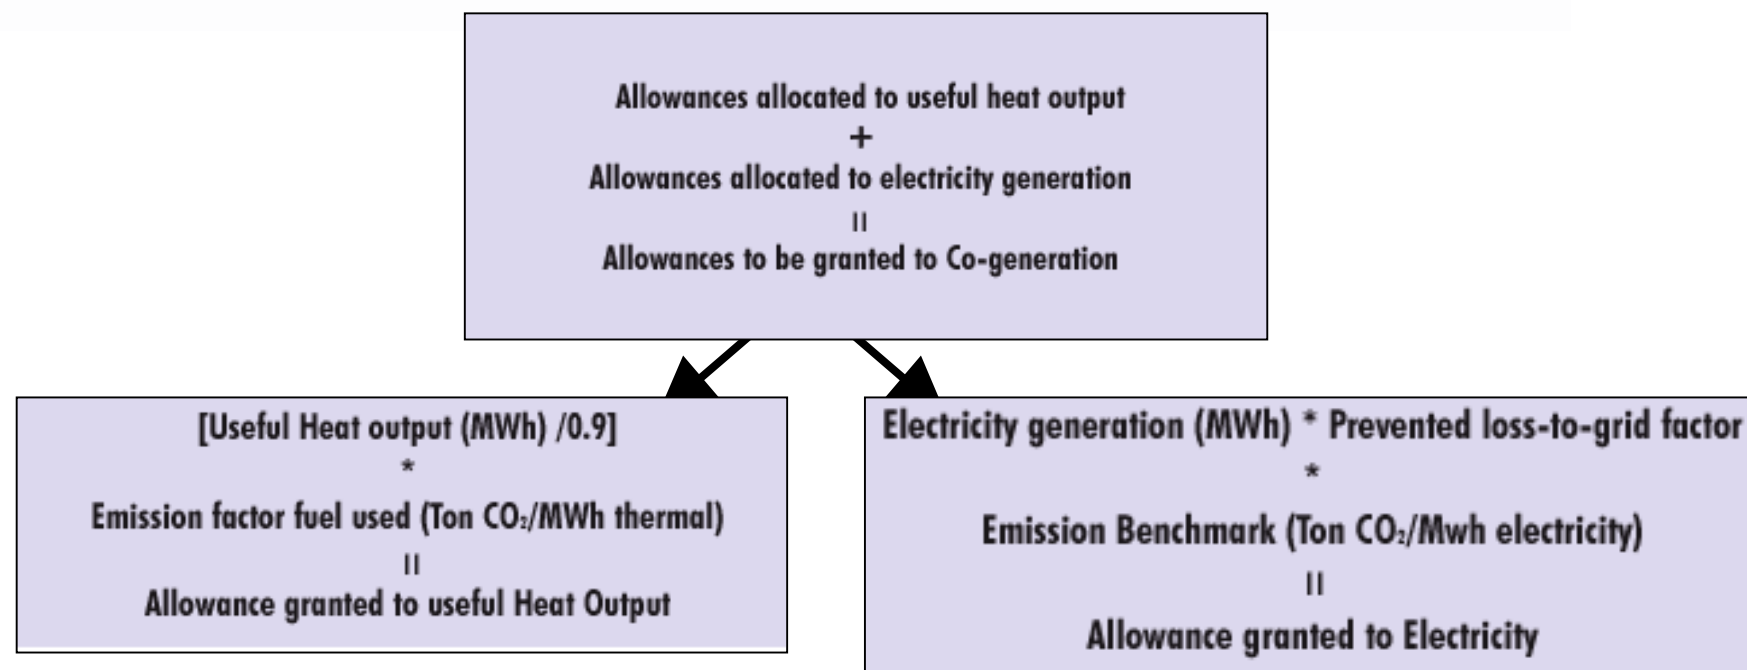 Allowances allocated to useful heat output
+
Allowances allocated to electricity generation
=
Allowances to be granted to Co-generation
[Useful Heat output (MWh) /0.9]
*
Emission factor fuel used (Ton CO₂/MWh thermal)
=
Allowance granted to useful Heat Output
Electricity generation (MWh) * Prevented loss-to-grid factor
*
Emission Benchmark (Ton CO₂/Mwh electricity)
=
Allowance granted to Electricity